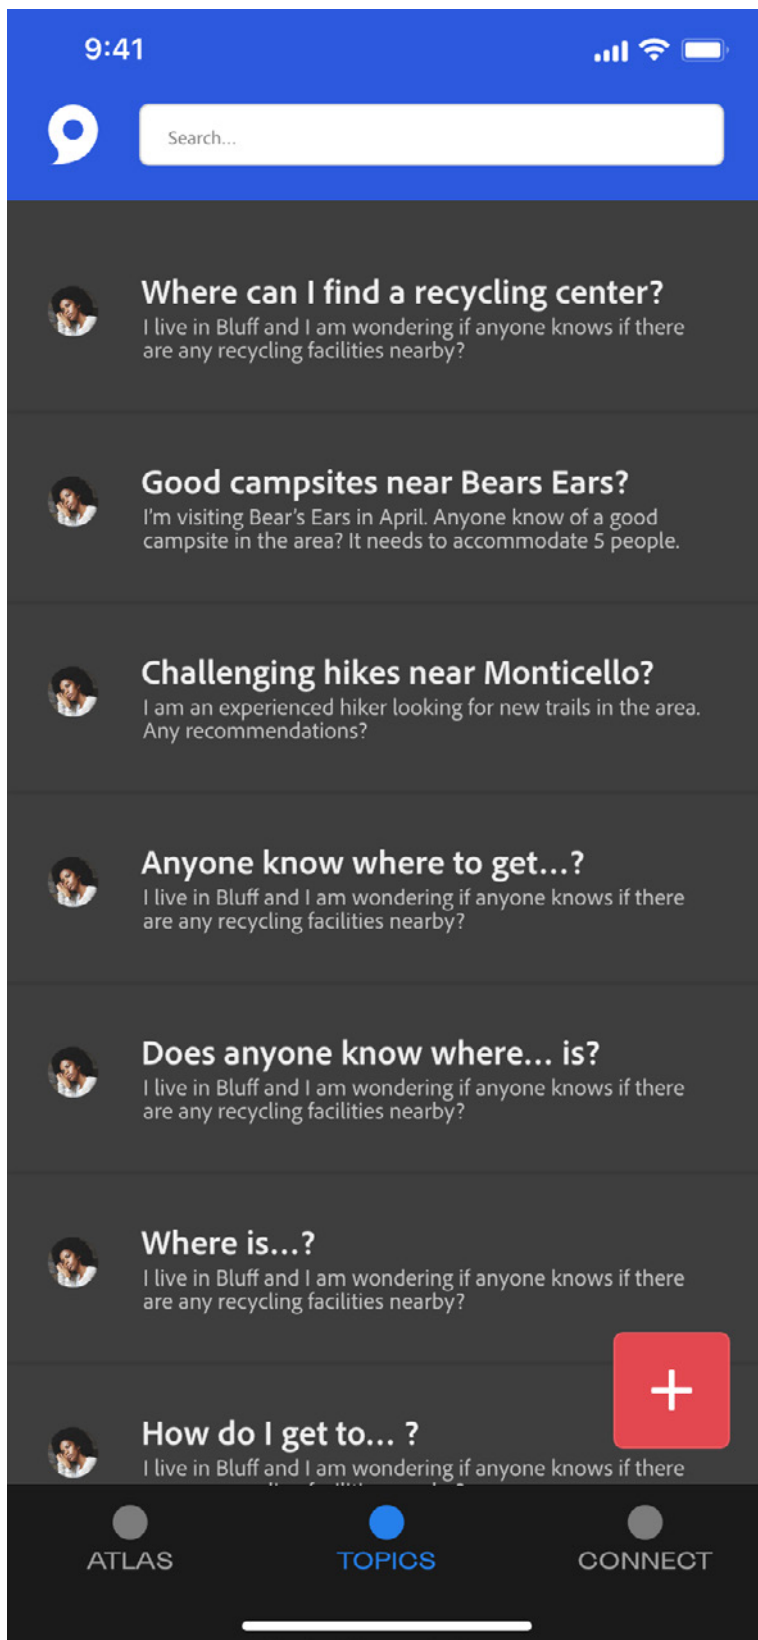 9:41
Search...
Where can I find a recycling center?
I live in Bluff and I am wondering if anyone knows if there
are any recycling facilities nearby?
Good campsites near Bears Ears?
I'm visiting Bear's Ears in April. Anyone know of a good
campsite in the area? It needs to accommodate 5 people.
Challenging hikes near Monticello?
I am an experienced hiker looking for new trails in the area.
Any recommendations?
Anyone know where to get...?
I live in Bluff and I am wondering if anyone knows if there
are any recycling facilities nearby?
Does anyone know where... is?
I live in Bluff and I am wondering if anyone knows if there
are any recycling facilities nearby?
Where is...?
I live in Bluff and I am wondering if anyone knows if there
are any recycling facilities nearby?
How do I get to... ?
I live in Bluff and I am wondering if anyone knows if there
ATLAS
TOPICS
CONNECT